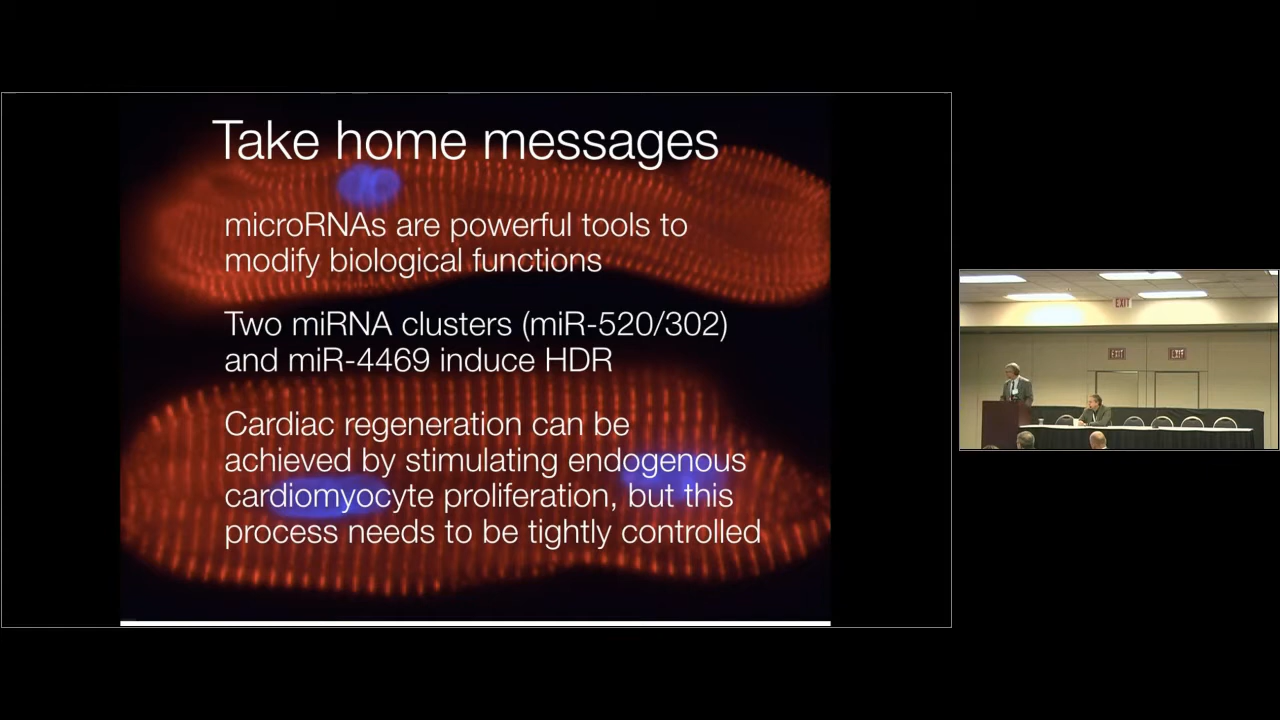 Take home messages
microRNAs are powerful tools to
modify biological functions
Two miRNA clusters (miR-520/302)
and miR-4469 induce HDR
Cardiac regeneration can be
achieved by stimulating endogenous
cardiomyocyte proliferation, but this
process needs to be tightly controlled
EXIT
EXIT
EXIT